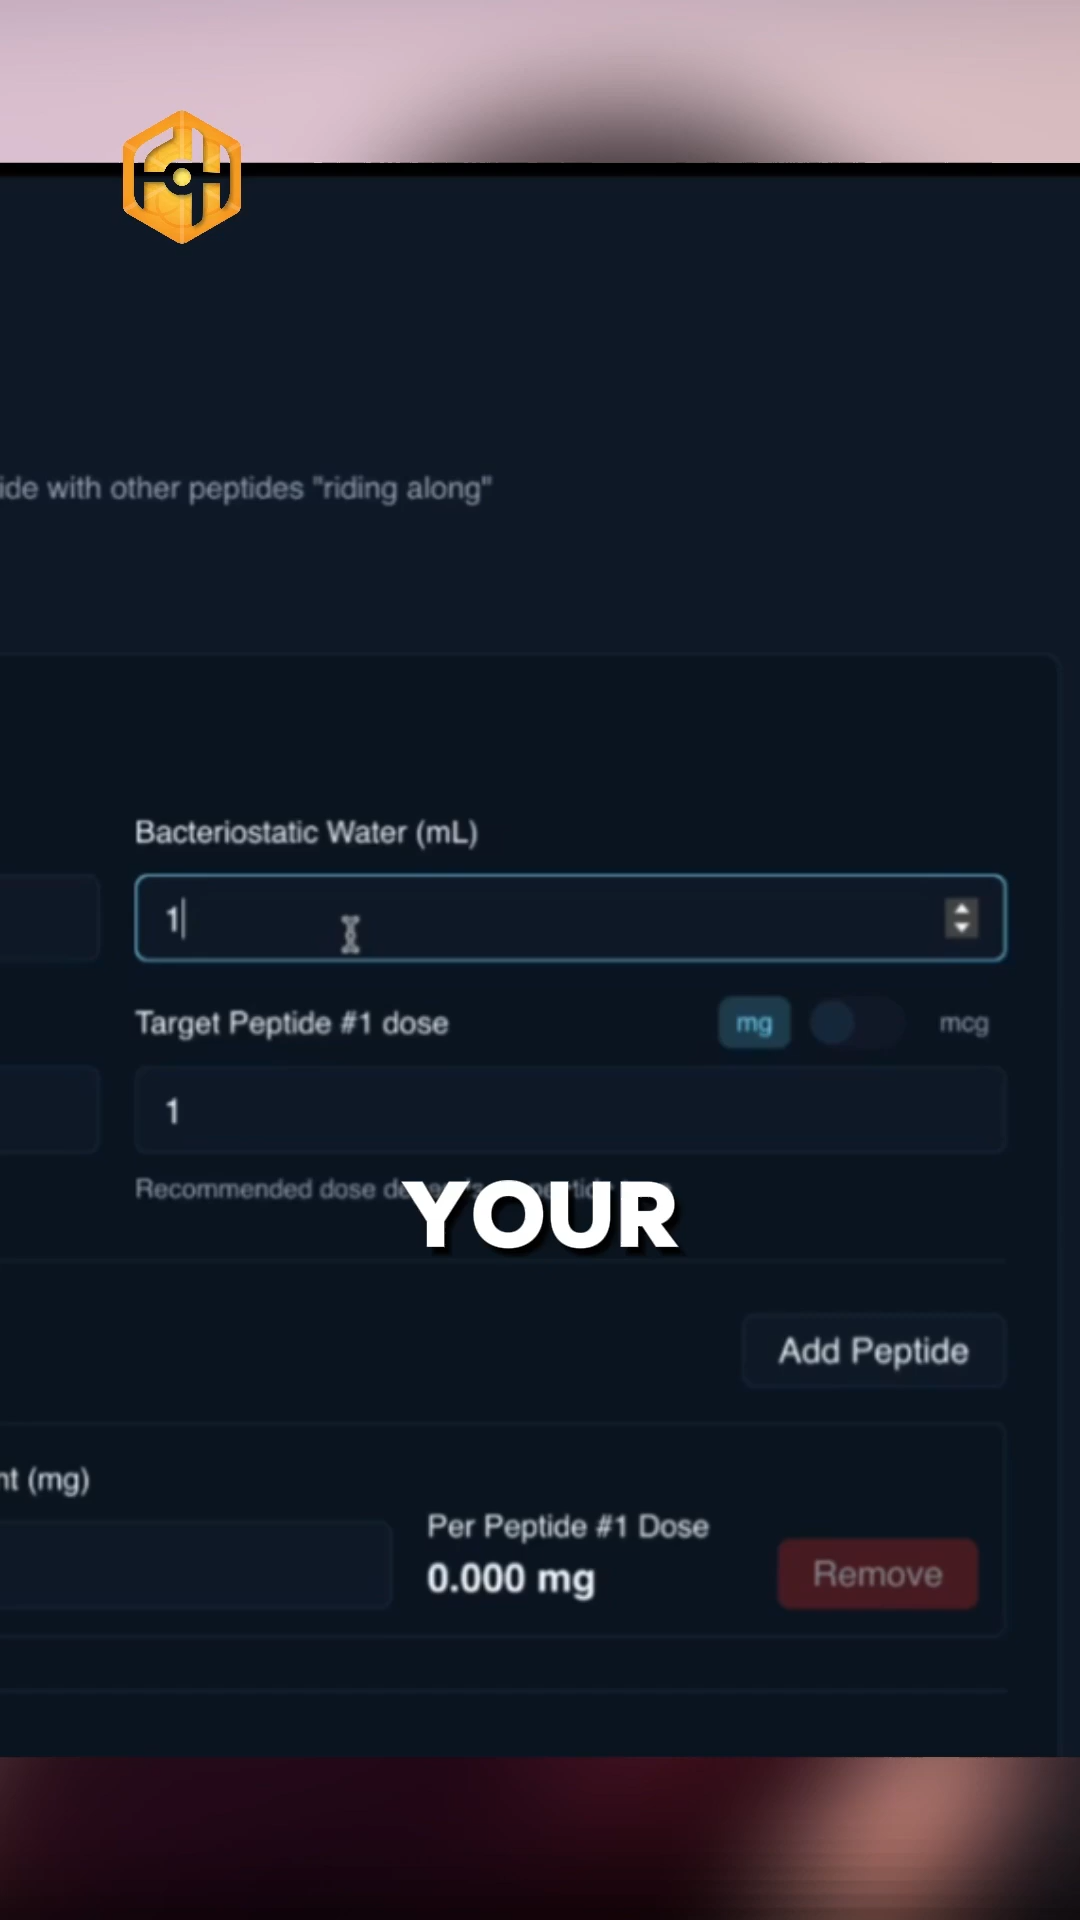 ide with other peptides "riding along"
Bacteriostatic Water (mL)
1
Target Peptide #1 dose
mg
mcg
1
Recommended dose
YOUR
Add Peptide
nt (mg)
Per Peptide #1 Dose
0.000 mg
Remove